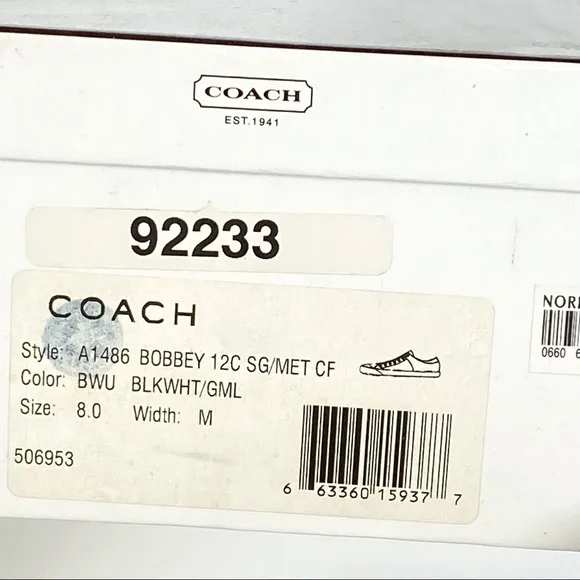 COACH
EST.1941
92233
COACH
Style: A1486 BOBBEY 12C SG/MET CF
Color: BWU BLKWHT/GML
Size: 8.0 Width: M
506953
6 63360 15937 7
0660